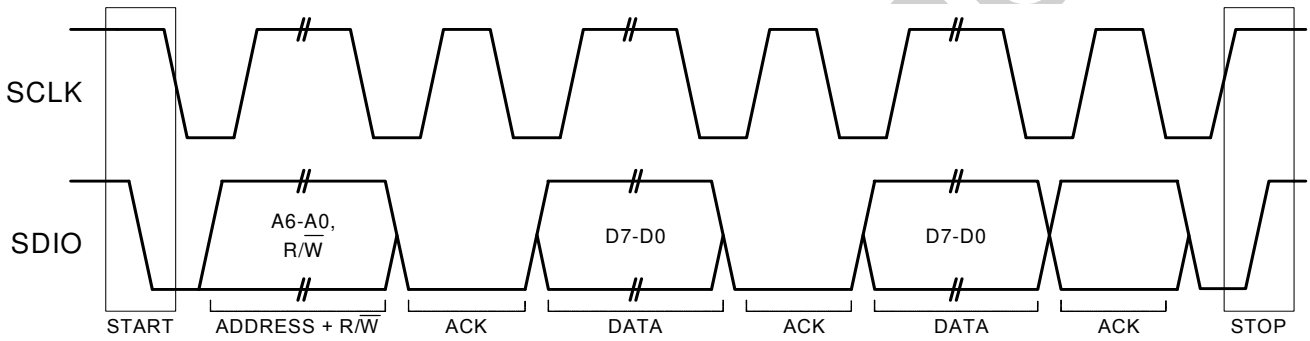 SCLK
SDIO
A6-A0,
R/W̅
D7-D0
D7-D0
START
ADDRESS + R/W̅
ACK
DATA
ACK
DATA
ACK
STOP